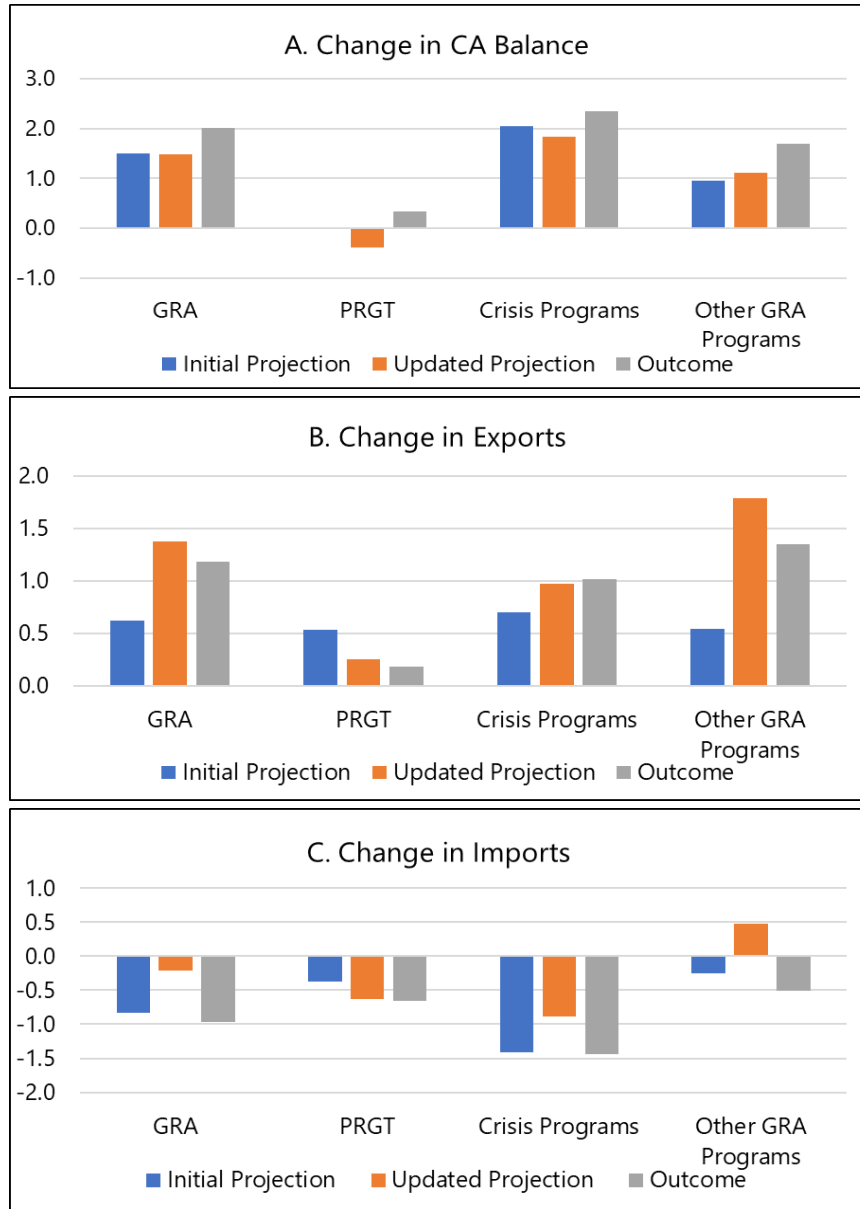 A. Change in CA Balance
3.0
2.0
1.0
0.0
-1.0
GRA PRGT Crisis Programs Other GRA
Programs
Initial Projection Updated Projection Outcome
B. Change in Exports
2.0
1.5
1.0
0.5
0.0
GRA PRGT Crisis Programs Other GRA
Programs
Initial Projection Updated Projection Outcome
C. Change in Imports
1.0
0.5
0.0
-0.5
-1.0
-1.5
-2.0
GRA PRGT Crisis Programs Other GRA
Programs
Initial Projection Updated Projection Outcome